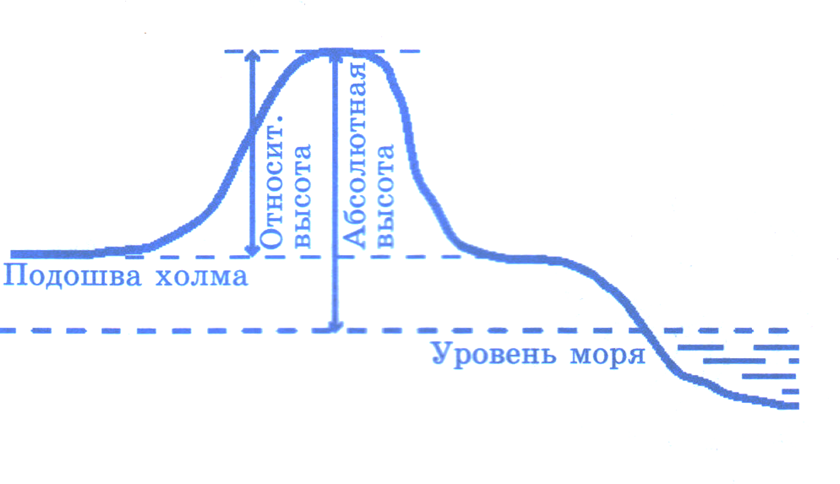 Относит.
высота
Абсолютная
высота
Подошва холма
Уровень моря